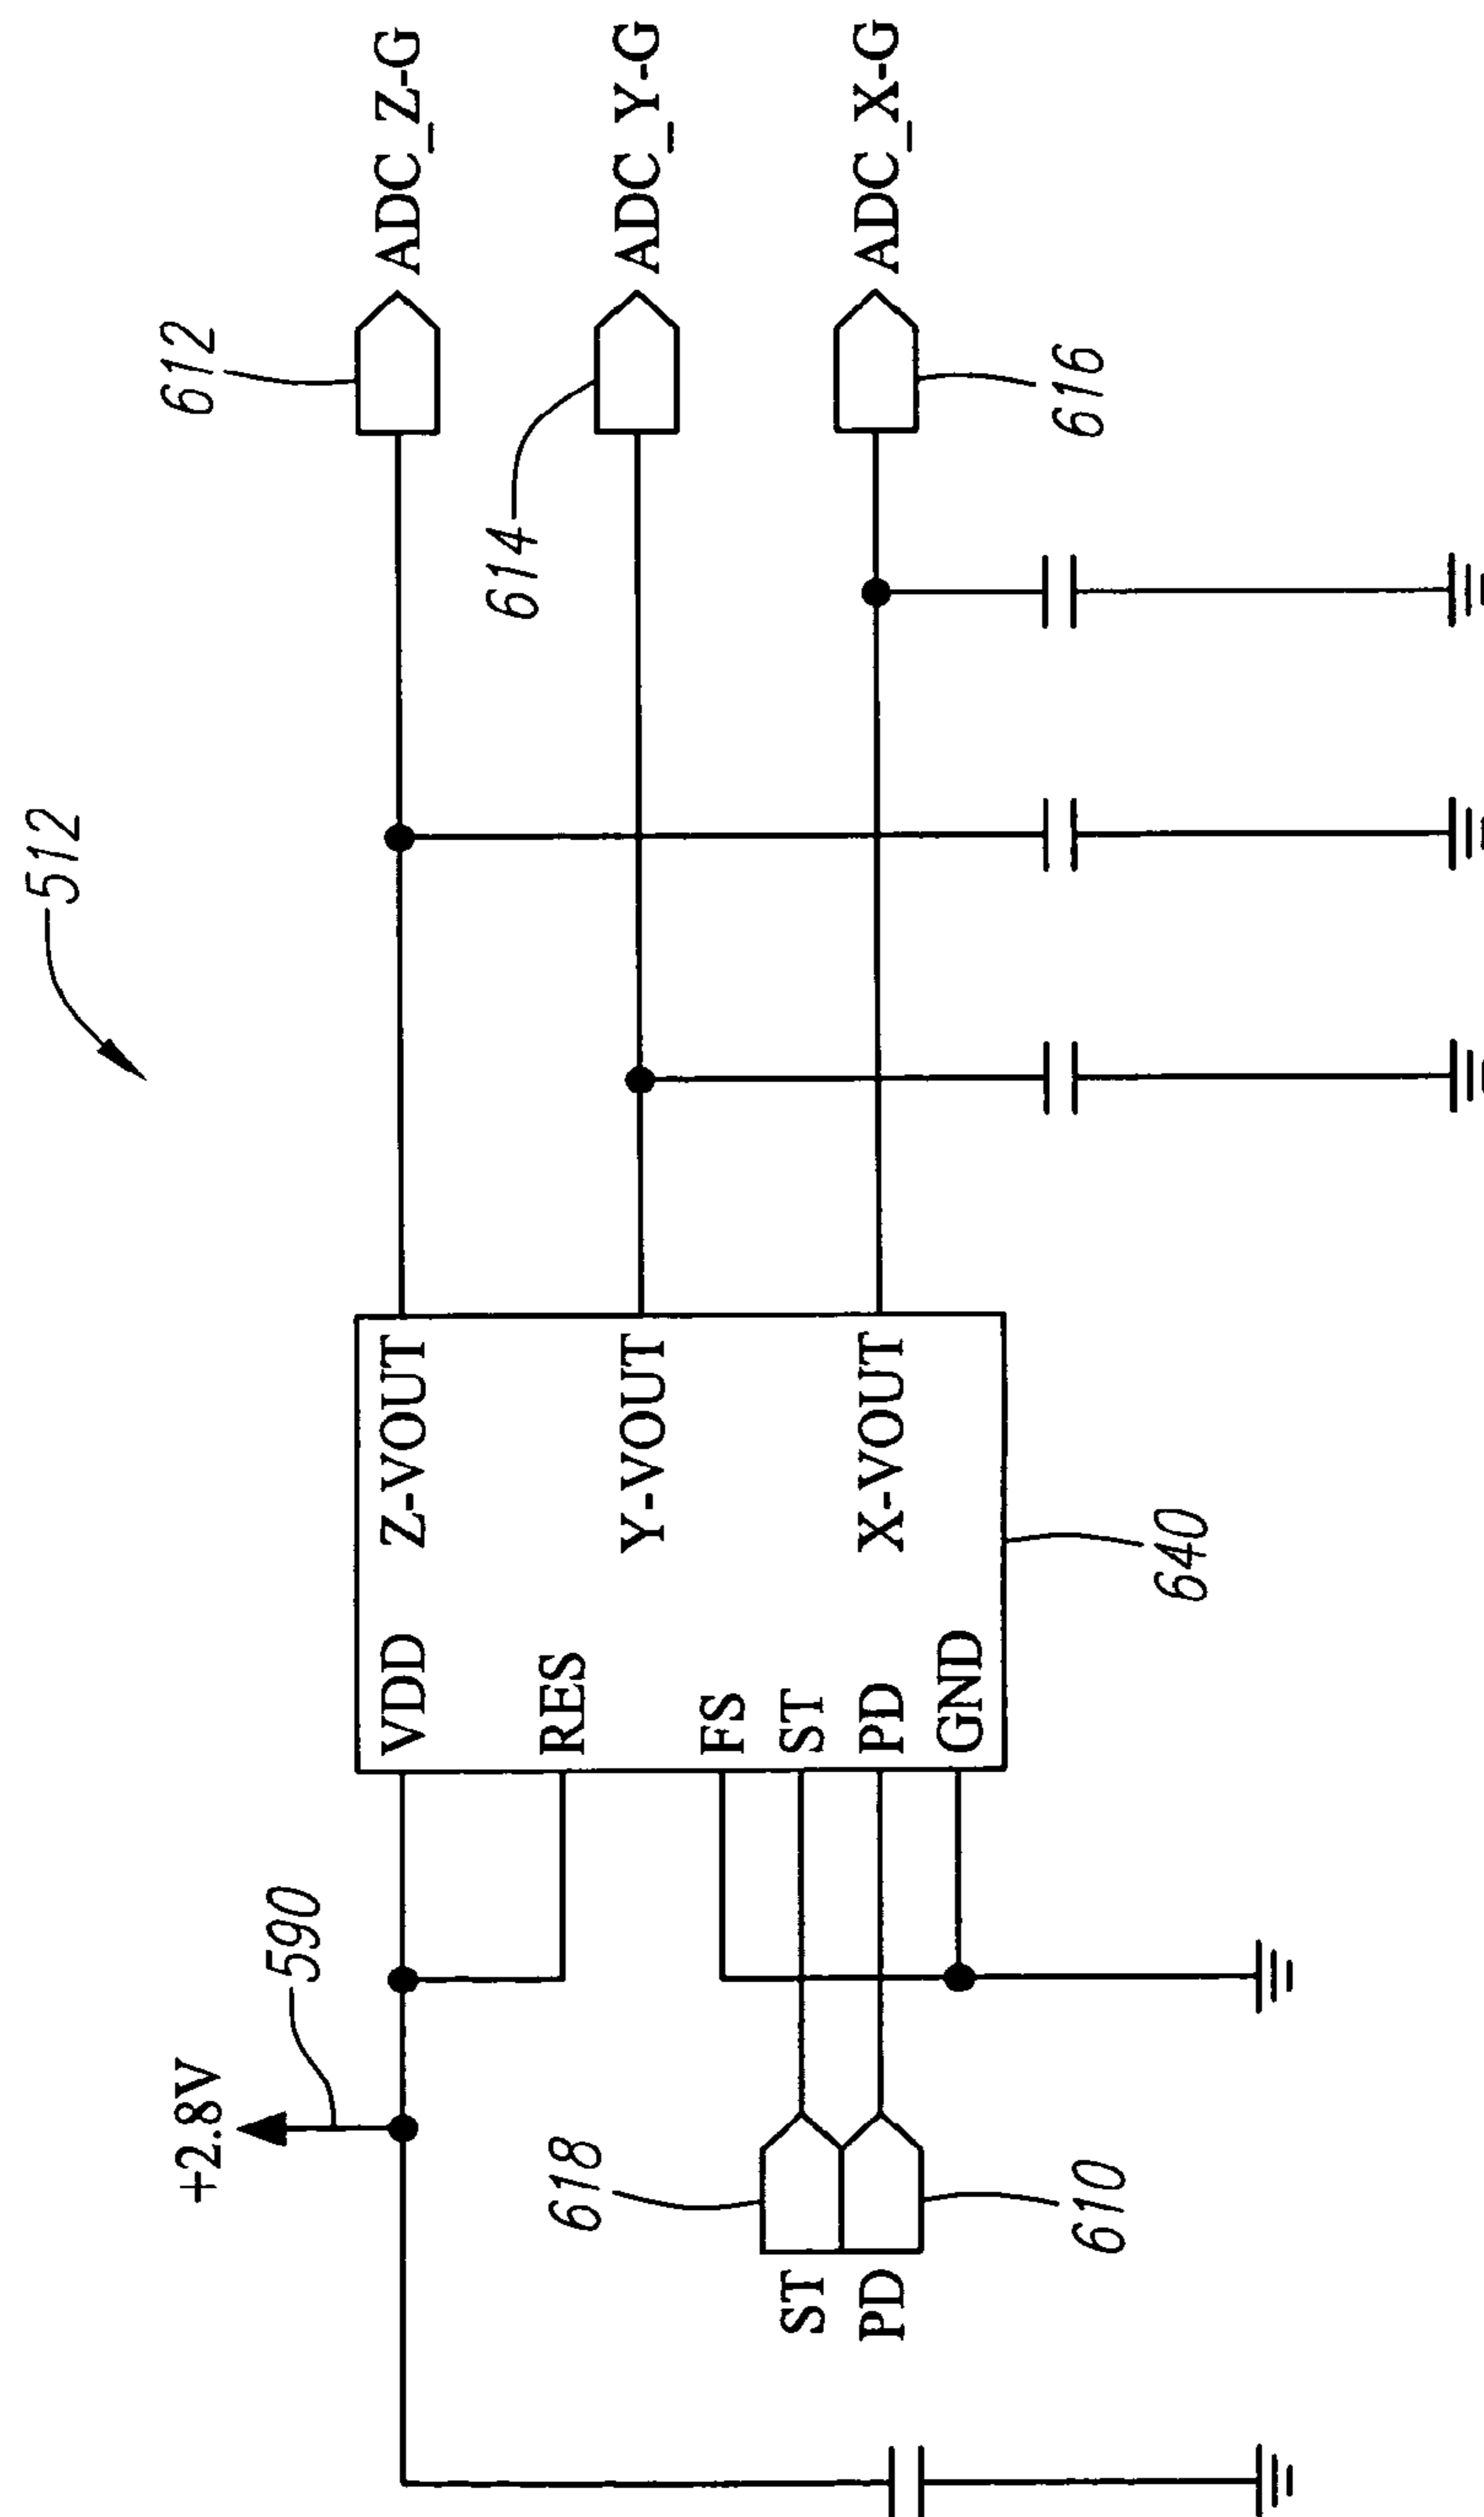 512
612
ADC_Z-G
614
ADC_Y-G
ADC_X-G
616
+2.8V
590
VDD
Z-VOUT
RES
Y-VOUT
FS
618
ST
ST
X-VOUT
PD
PD
GND
610
640